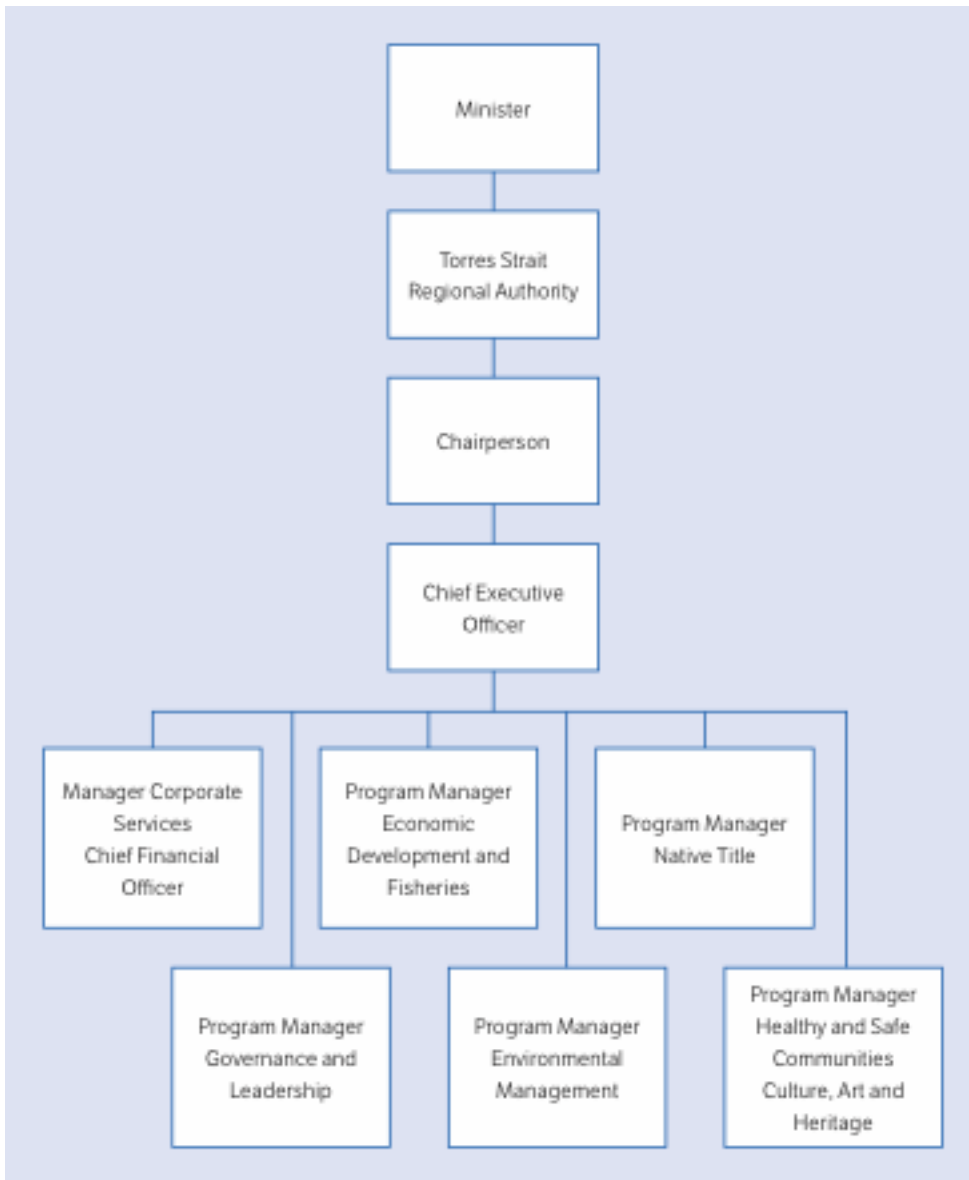 Minister
Torres Strait
Regional Authority
Chairperson
Chief Executive
Officer
Manager Corporate
Services
Chief Financial
Officer
Program Manager
Economic
Development and
Fisheries
Program Manager
Native Title
Program Manager
Governance and
Leadership
Program Manager
Environmental
Management
Program Manager
Healthy and Safe
Communities
Culture, Art and
Heritage